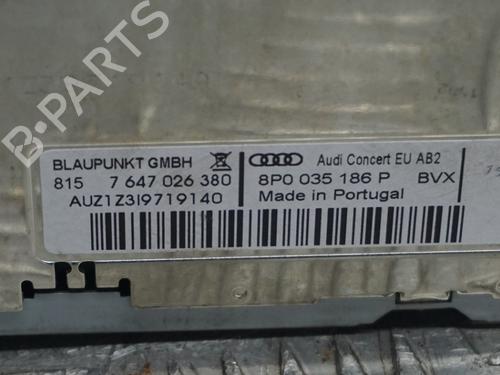 B-PARTS
BLAUPUNKT GMBH
815 7 647 026 380
AUZ1Z3I9719140
Audi Concert EU AB2
8P0 035 186 P BVX
Made in Portugal